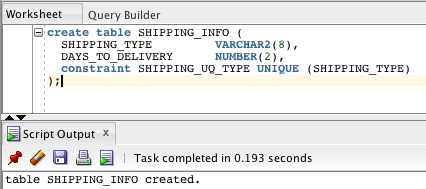 Worksheet Query Builder
create table SHIPPING_INFO (
SHIPPING_TYPE VARCHAR2(8),
DAYS_TO_DELIVERY NUMBER(2),
constraint SHIPPING_UQ_TYPE UNIQUE (SHIPPING_TYPE)
);
Script Output x
Task completed in 0.193 seconds
table SHIPPING_INFO created.